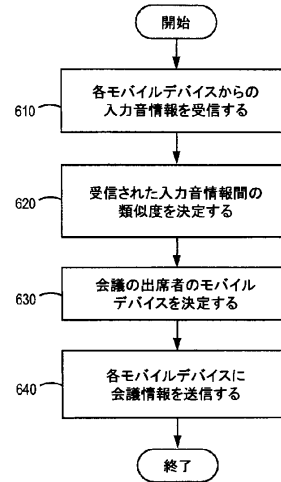 開始
610
各モバイルデバイスからの
入力音情報を受信する
620
受信された入力音情報間の
類似度を決定する
630
会議の出席者のモバイル
デバイスを決定する
640
各モバイルデバイスに
会議情報を送信する
終了